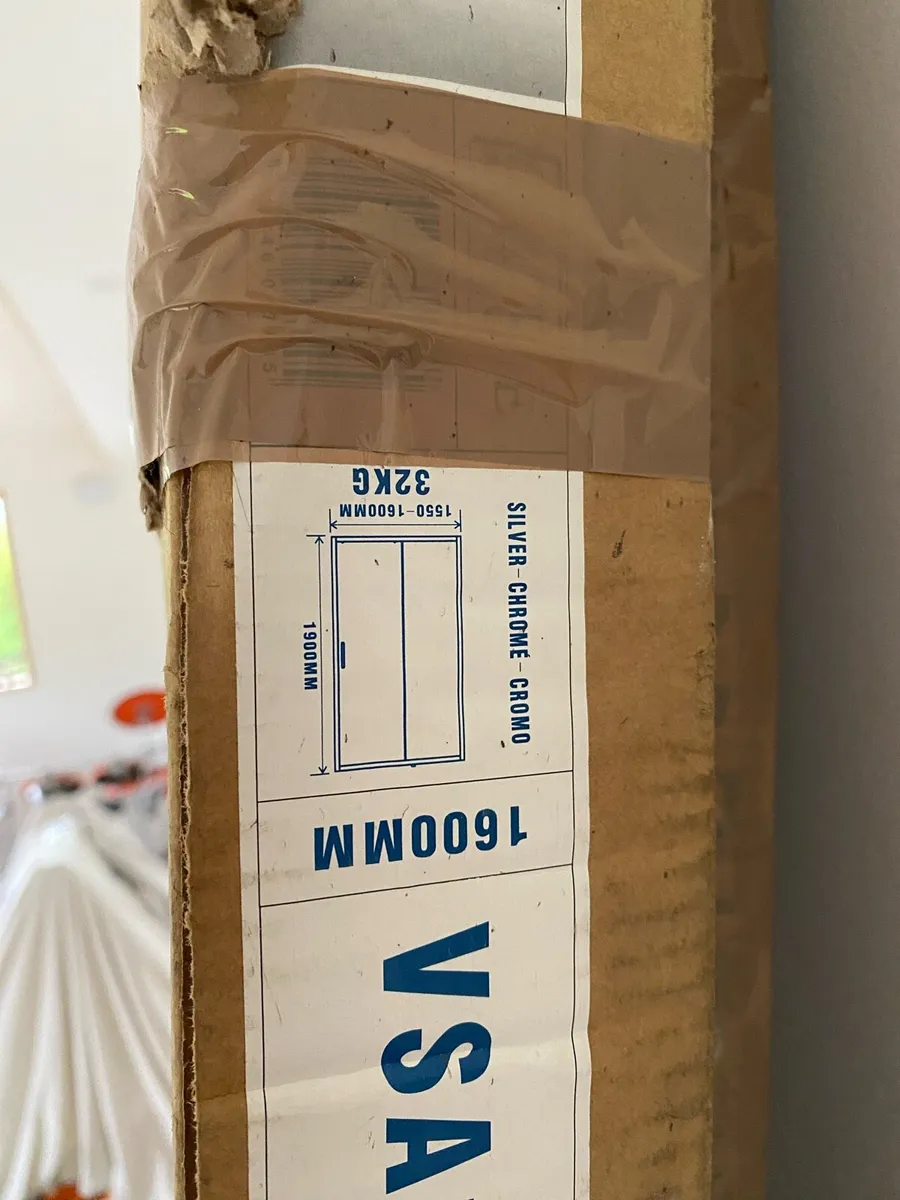 32KG
1550-1600MM
1900MM
SILVER-CHROME-CROMO
1600MM
VSA